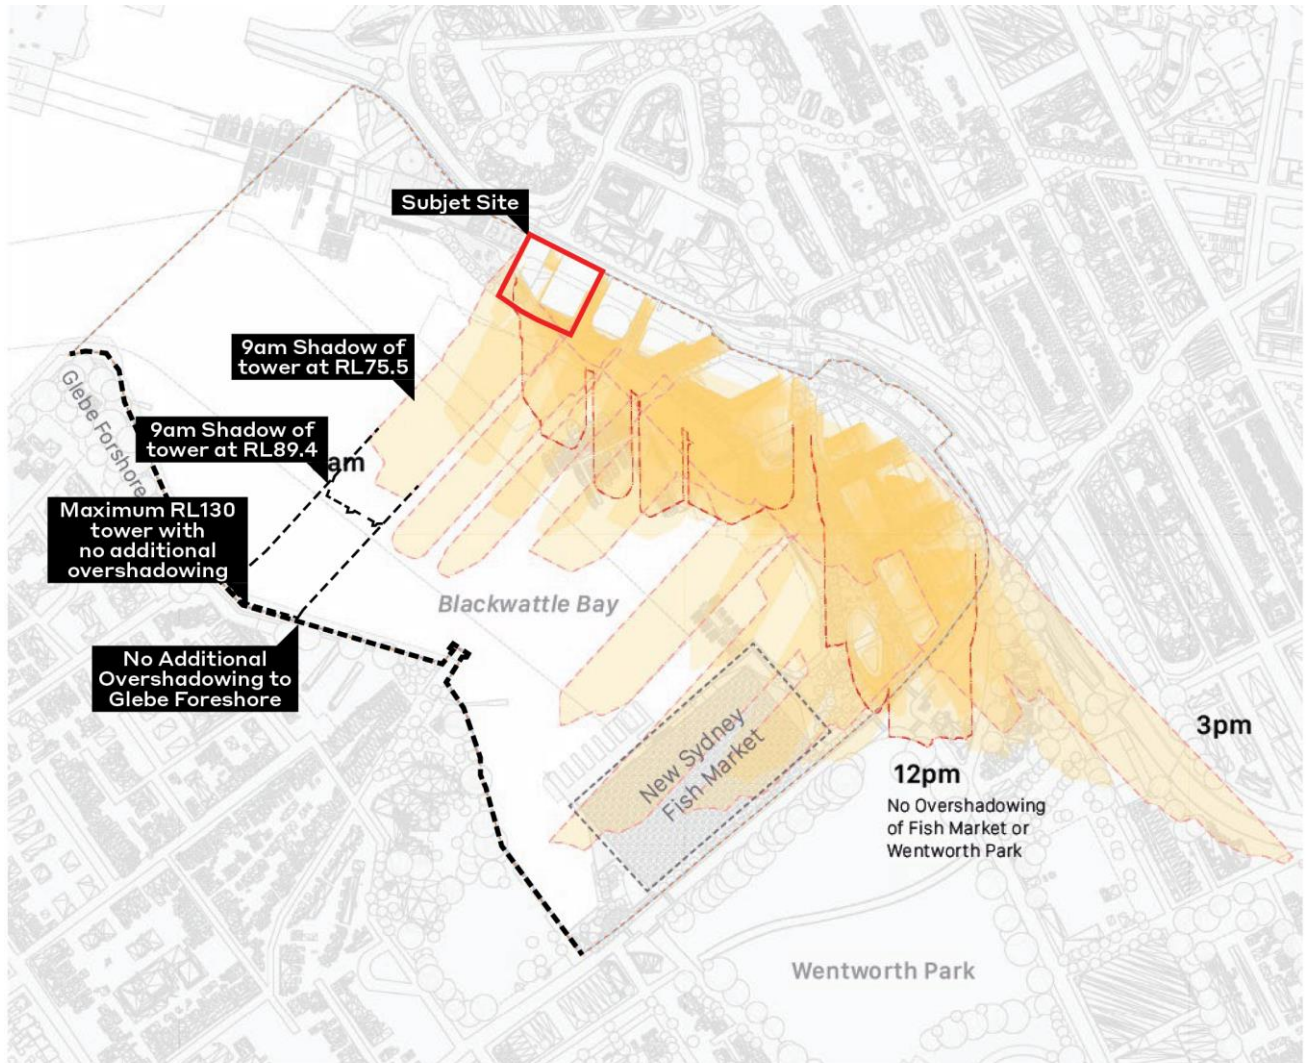 Subjet Site
9am Shadow of
tower at RL75.5
Glebe Forshore
9am Shadow of
tower at RL89.4
am
Maximum RL130
tower with
no additional
overshadowing
Blackwattle Bay
No Additional
Overshadowing to
Glebe Foreshore
New Sydney
Fish Market
3pm
12pm
No Overshadowing
of Fish Market or
Wentworth Park
Wentworth Park